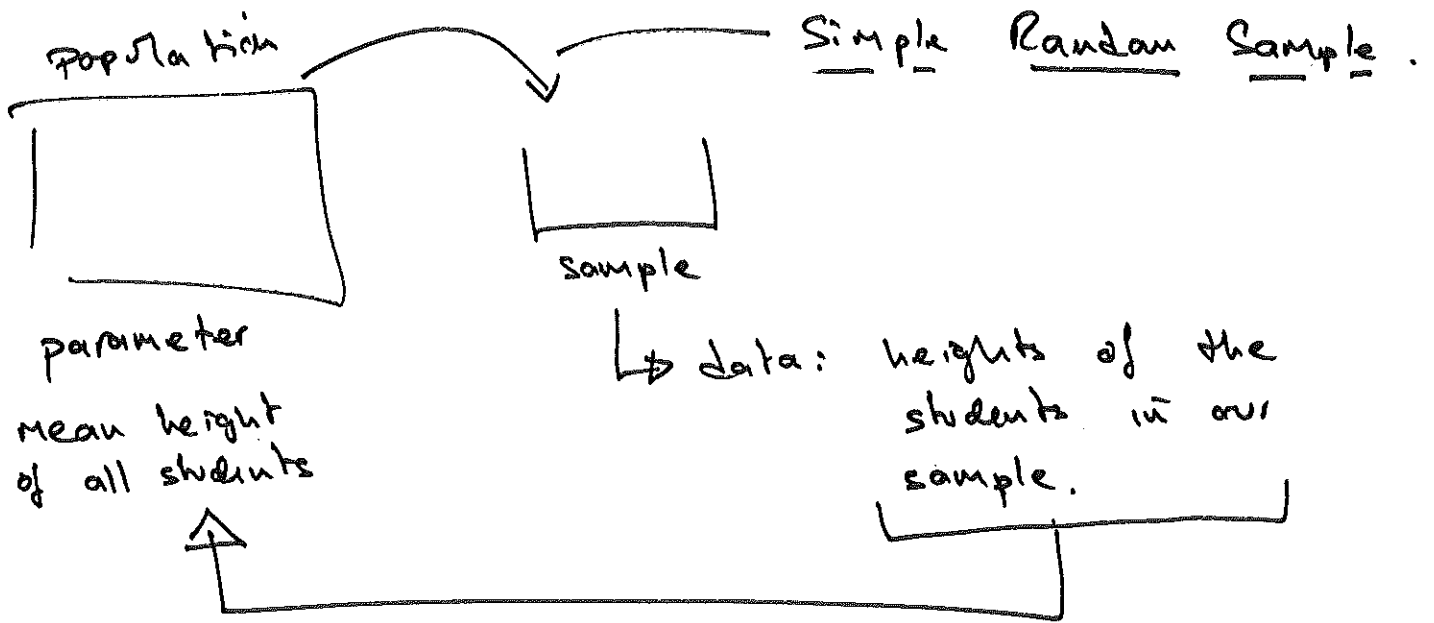 Population
Simple Random Sample.
sample
parameter
mean height
of all students
data: heights of the
students in our
sample.